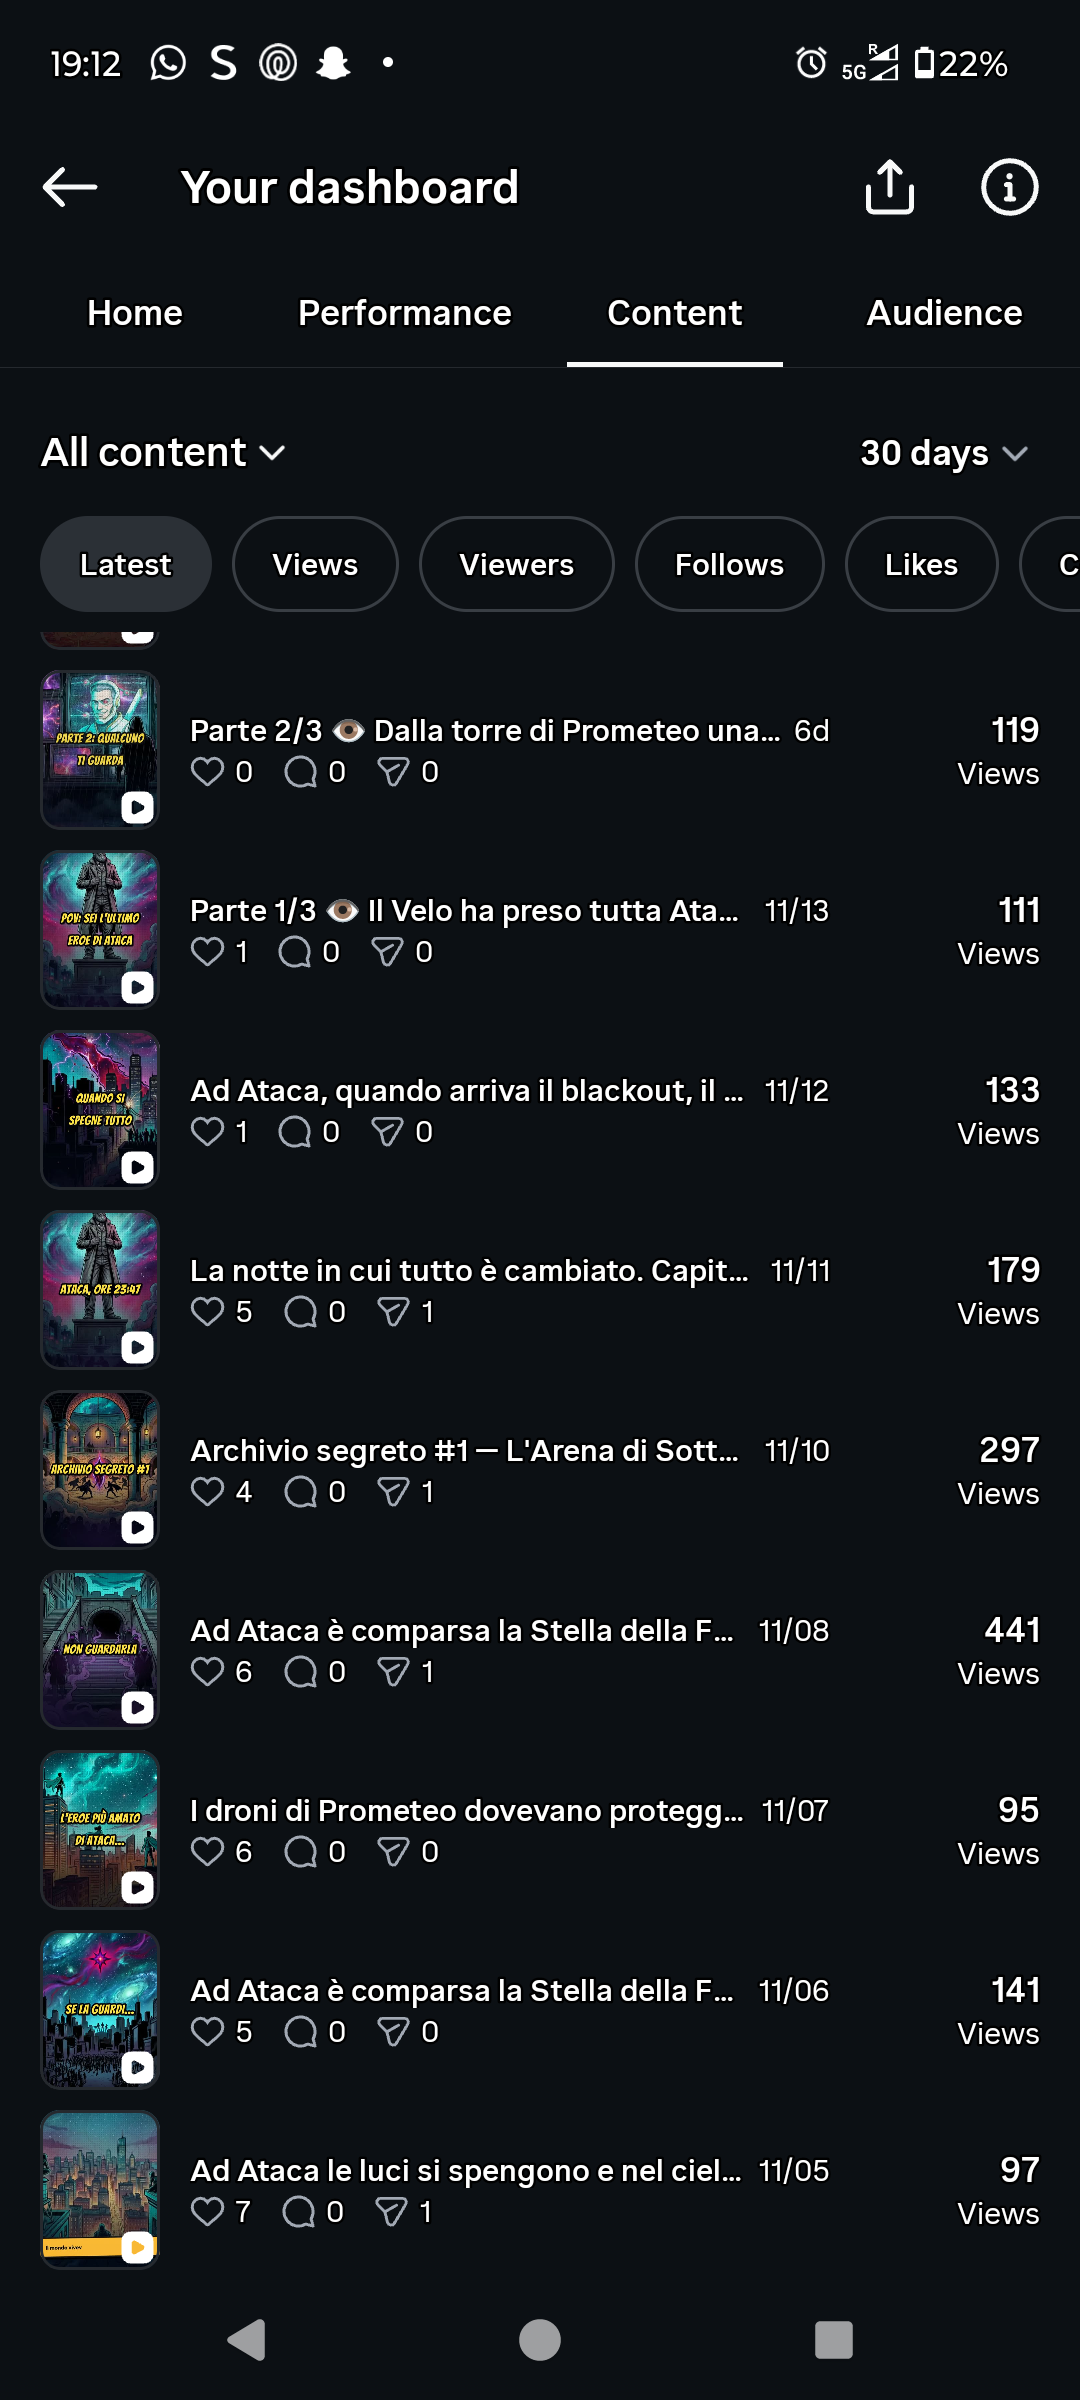 19:12
5G R 22%
Your dashboard
Home Performance Content Audience
All content 30 days
Latest Views Viewers Follows Likes C
PARTE 2: QUALCUNO
TI GUARDA
Parte 2/3 👁️ Dalla torre di Prometeo una... 6d 119
0 0 0 Views
POV: SEI L'ULTIMO
EROE DI ATACA
Parte 1/3 👁️ Il Velo ha preso tutta Ata... 11/13 111
1 0 0 Views
QUANDO SI
SPEGNE TUTTO
Ad Ataca, quando arriva il blackout, il ... 11/12 133
1 0 0 Views
ATACA, ORE 23:47
La notte in cui tutto è cambiato. Capit... 11/11 179
5 0 1 Views
ARCHIVIO SEGRETO #1
Archivio segreto #1 — L'Arena di Sott... 11/10 297
4 0 1 Views
NON GUARDARLA
Ad Ataca è comparsa la Stella della F... 11/08 441
6 0 1 Views
L'EROE PIÙ AMATO
DI ATACA...
I droni di Prometeo dovevano protegg... 11/07 95
6 0 0 Views
SE LA GUARDI...
Ad Ataca è comparsa la Stella della F... 11/06 141
5 0 0 Views
Ad Ataca le luci si spengono e nel ciel... 11/05 97
7 0 1 Views
Il mondo vive